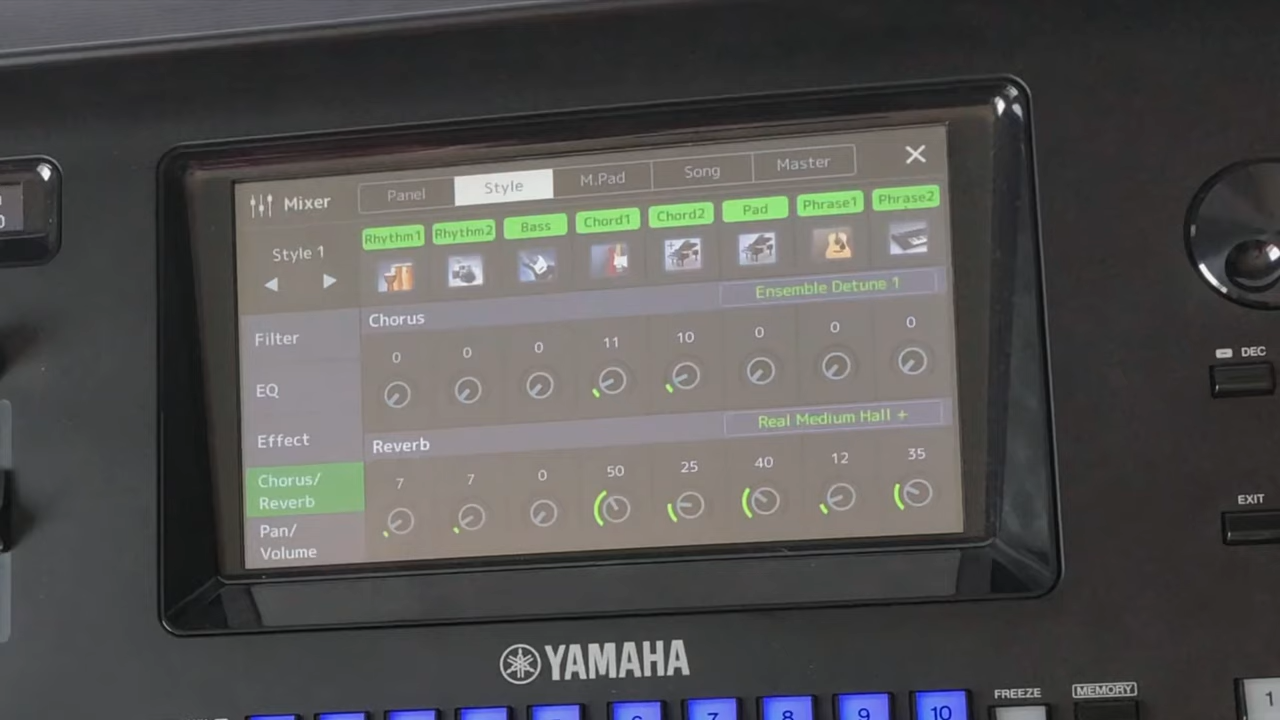 Mixer
Panel Style M.Pad Song Master
Style 1
Rhythm1 Rhythm2 Bass Chord1 Chord2 Pad Phrase1 Phrase2
Filter
EQ
Effect
Chorus/
Reverb
Pan/
Volume
Chorus Ensemble Detune 1
0 0 0 11 10 0 0 0
Reverb Real Medium Hall +
7 7 0 50 25 40 12 35
DEC
EXIT
YAMAHA
FREEZE
MEMORY
6 7 8 9 10
1
0